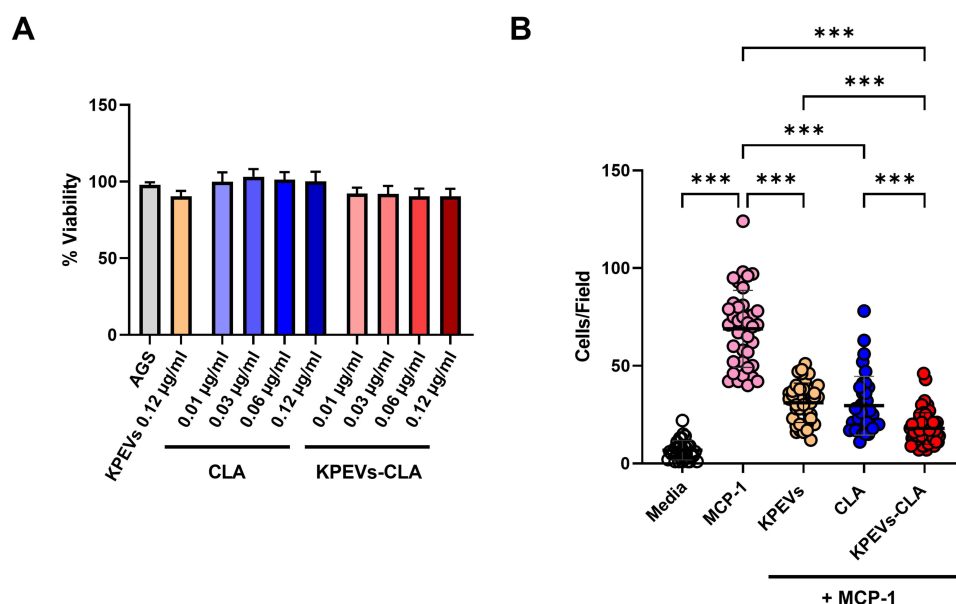 A
% Viability
150
100
50
0
AGS
KPEVs 0.12 µg/ml
0.01 µg/ml
0.03 µg/ml
0.06 µg/ml
0.12 µg/ml
0.01 µg/ml
0.03 µg/ml
0.06 µg/ml
0.12 µg/ml
CLA
KPEVs-CLA
B
***
***
***
*** *** ***
Cells/Field
150
100
50
0
Media
MCP-1
KPEVs
CLA
KPEVs-CLA
+ MCP-1